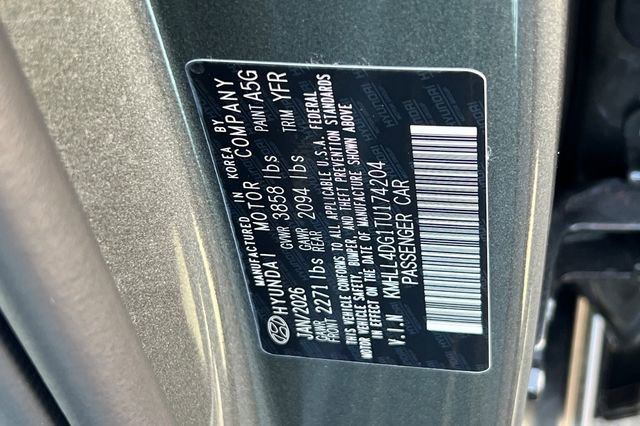 MANUFACTURED IN KOREA BY
HYUNDAI MOTOR COMPANY
JAN/2026 GVWR 3858 lbs PAINT A5G
GAWR FRONT 2271 lbs GAWR REAR 2094 lbs TRIM YFR
THIS VEHICLE CONFORMS TO ALL APPLICABLE U.S.A. FEDERAL
MOTOR VEHICLE SAFETY, BUMPER, AND THEFT PREVENTION STANDARDS
IN EFFECT ON THE DATE OF MANUFACTURE SHOWN ABOVE
V.I.N KMHLL4DG1TU174204
PASSENGER CAR